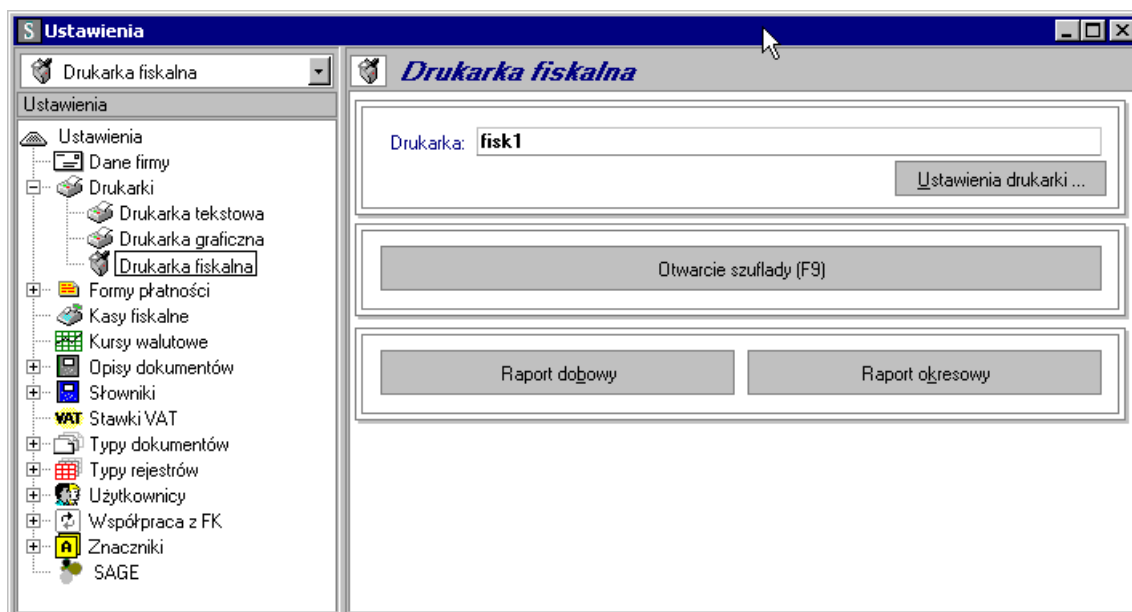 S Ustawienia
Drukarka fiskalna
Ustawienia
Ustawienia
Dane firmy
Drukarki
Drukarka tekstowa
Drukarka graficzna
Drukarka fiskalna
Formy płatności
Kasy fiskalne
Kursy walutowe
Opisy dokumentów
Słowniki
VAT Stawki VAT
Typy dokumentów
Typy rejestrów
Użytkownicy
Współpraca z FK
A Znaczniki
SAGE
Drukarka fiskalna
Drukarka: fisk1
Ustawienia drukarki ...
Otwarcie szuflady (F9)
Raport dobowy Raport okresowy